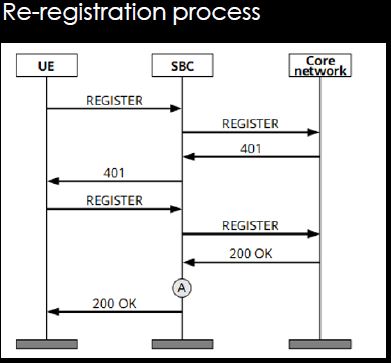 Re-registration process
UE
SBC
Core
network
REGISTER
REGISTER
401
401
REGISTER
REGISTER
200 OK
A
200 OK